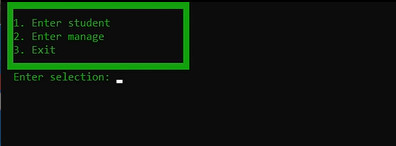 1. Enter student
2. Enter manage
3. Exit
Enter selection: